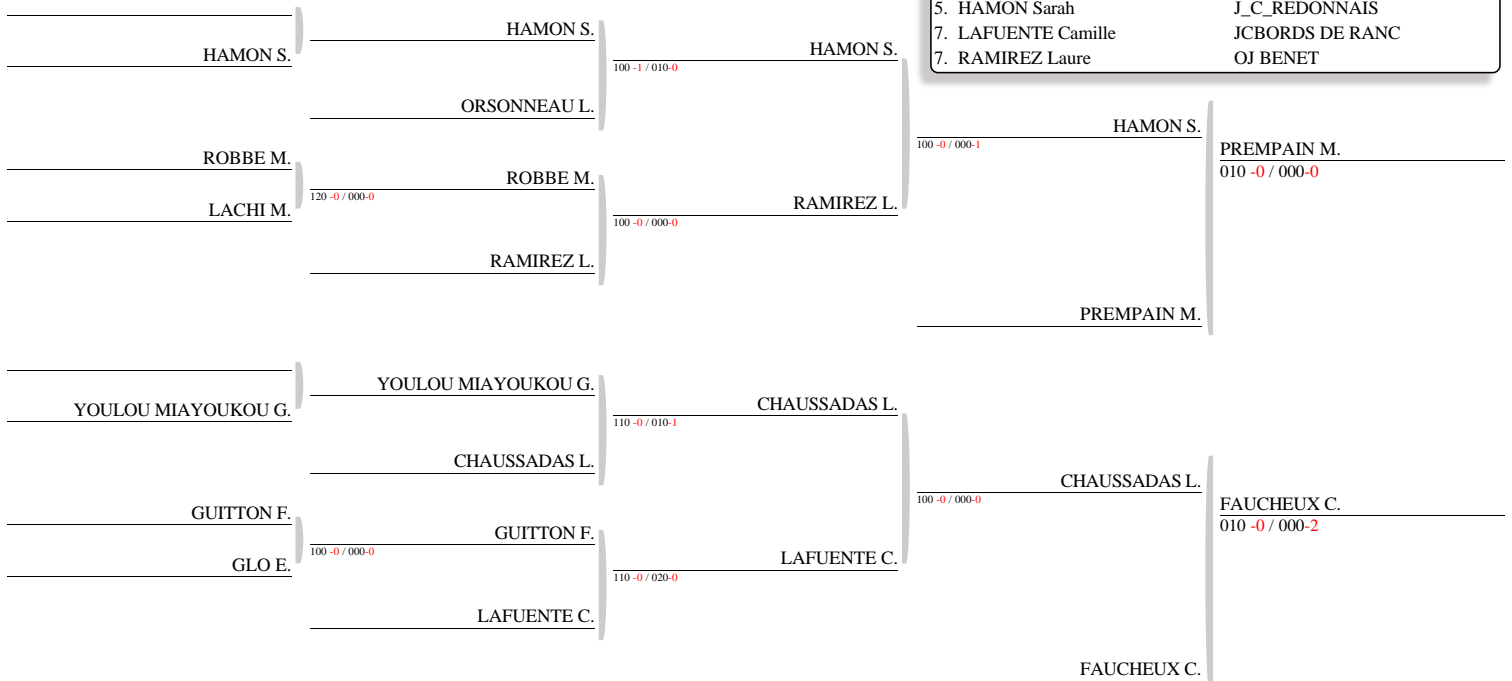 5. HAMON Sarah J_C_REDONNAIS
7. LAFUENTE Camille JCBORDS DE RANC
7. RAMIREZ Laure OJ BENET
HAMON S.
HAMON S.
ORSONNEAU L.
HAMON S.
100 -1 / 010-0
ROBBE M.
LACHI M.
ROBBE M.
120 -0 / 000-0
RAMIREZ L.
RAMIREZ L.
100 -0 / 000-0
HAMON S.
100 -0 / 000-1
PREMPAIN M.
PREMPAIN M.
010 -0 / 000-0
YOULOU MIAYOUKOU G.
YOULOU MIAYOUKOU G.
CHAUSSADAS L.
CHAUSSADAS L.
110 -0 / 010-1
GUITTON F.
GLO E.
GUITTON F.
100 -0 / 000-0
LAFUENTE C.
LAFUENTE C.
110 -0 / 020-0
CHAUSSADAS L.
100 -0 / 000-0
FAUCHEUX C.
FAUCHEUX C.
010 -0 / 000-2